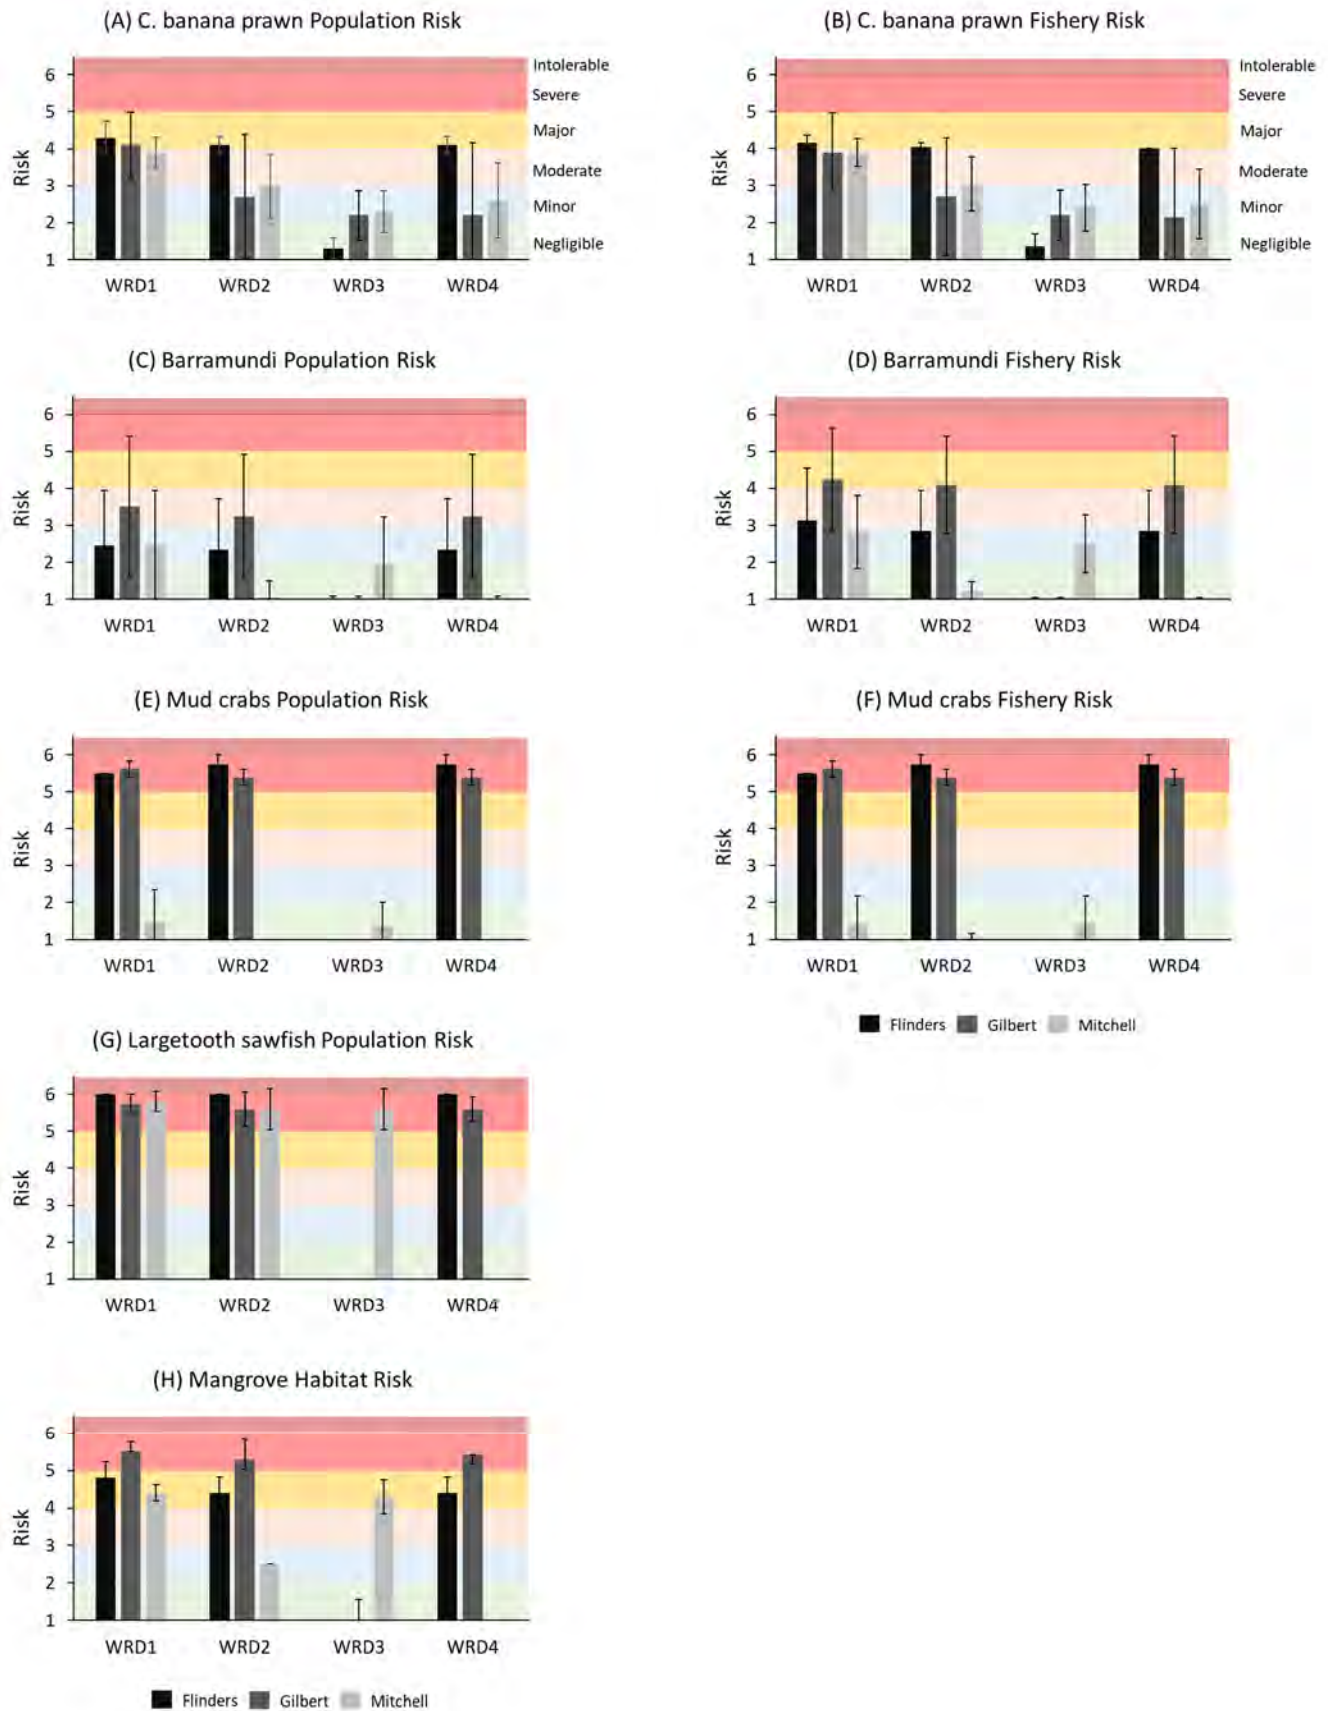 (A) C. banana prawn Population Risk
6
5
4
3
2
1
Risk
Intolerable
Severe
Major
Moderate
Minor
Negligible
WRD1 WRD2 WRD3 WRD4
(B) C. banana prawn Fishery Risk
6
5
4
3
2
1
Risk
Intolerable
Severe
Major
Moderate
Minor
Negligible
WRD1 WRD2 WRD3 WRD4
(C) Barramundi Population Risk
6
5
4
3
2
1
Risk
WRD1 WRD2 WRD3 WRD4
(D) Barramundi Fishery Risk
6
5
4
3
2
1
Risk
WRD1 WRD2 WRD3 WRD4
(E) Mud crabs Population Risk
6
5
4
3
2
1
Risk
WRD1 WRD2 WRD3 WRD4
(F) Mud crabs Fishery Risk
6
5
4
3
2
1
Risk
WRD1 WRD2 WRD3 WRD4
Flinders Gilbert Mitchell
(G) Largetooth sawfish Population Risk
6
5
4
3
2
1
Risk
WRD1 WRD2 WRD3 WRD4
(H) Mangrove Habitat Risk
6
5
4
3
2
1
Risk
WRD1 WRD2 WRD3 WRD4
Flinders Gilbert Mitchell